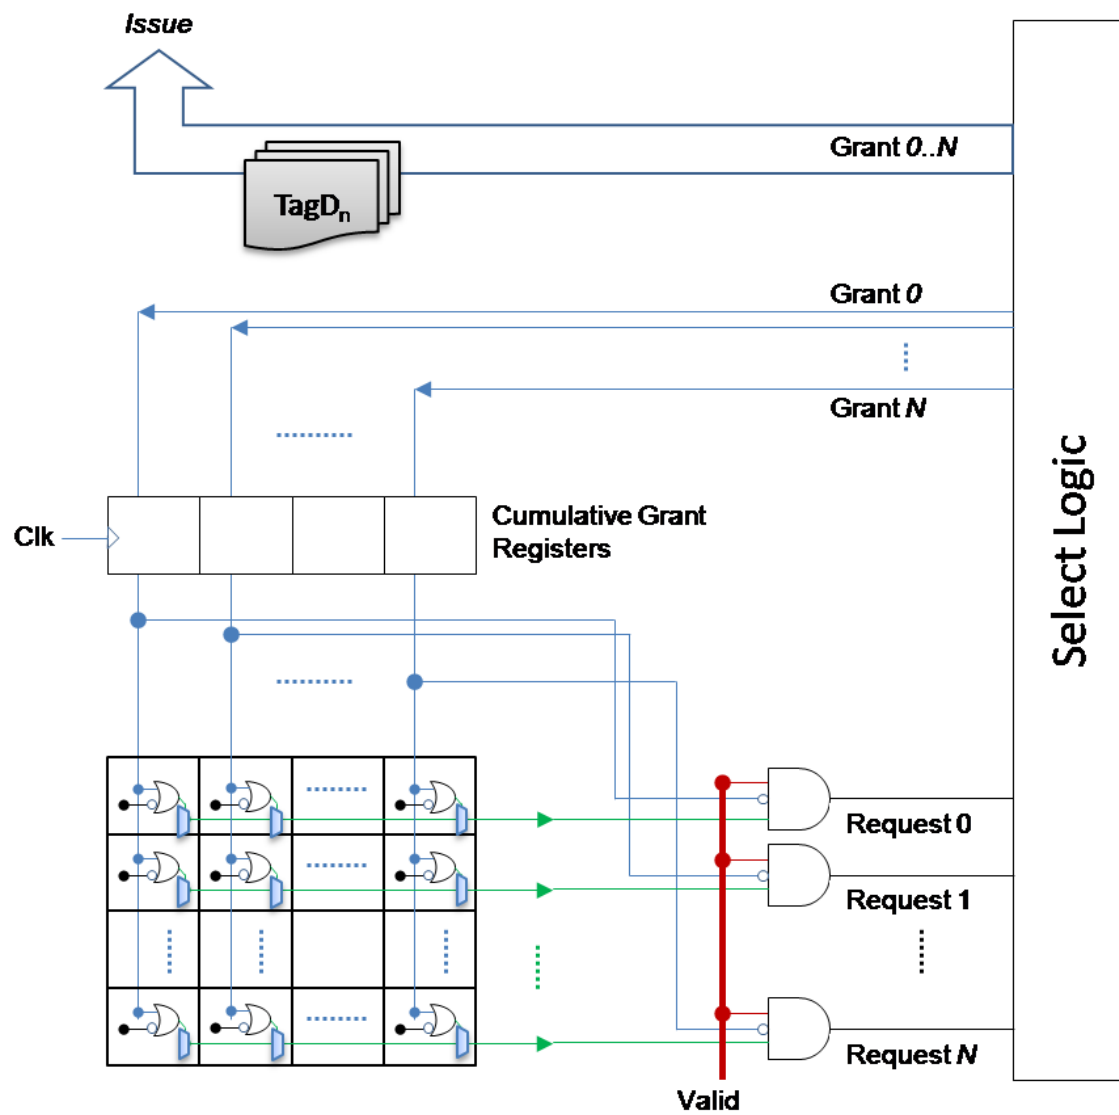 Issue
Grant 0..N
TagDn
Grant 0
Grant N
Select Logic
Clk
Cumulative Grant
Registers
Request 0
Request 1
Request N
Valid